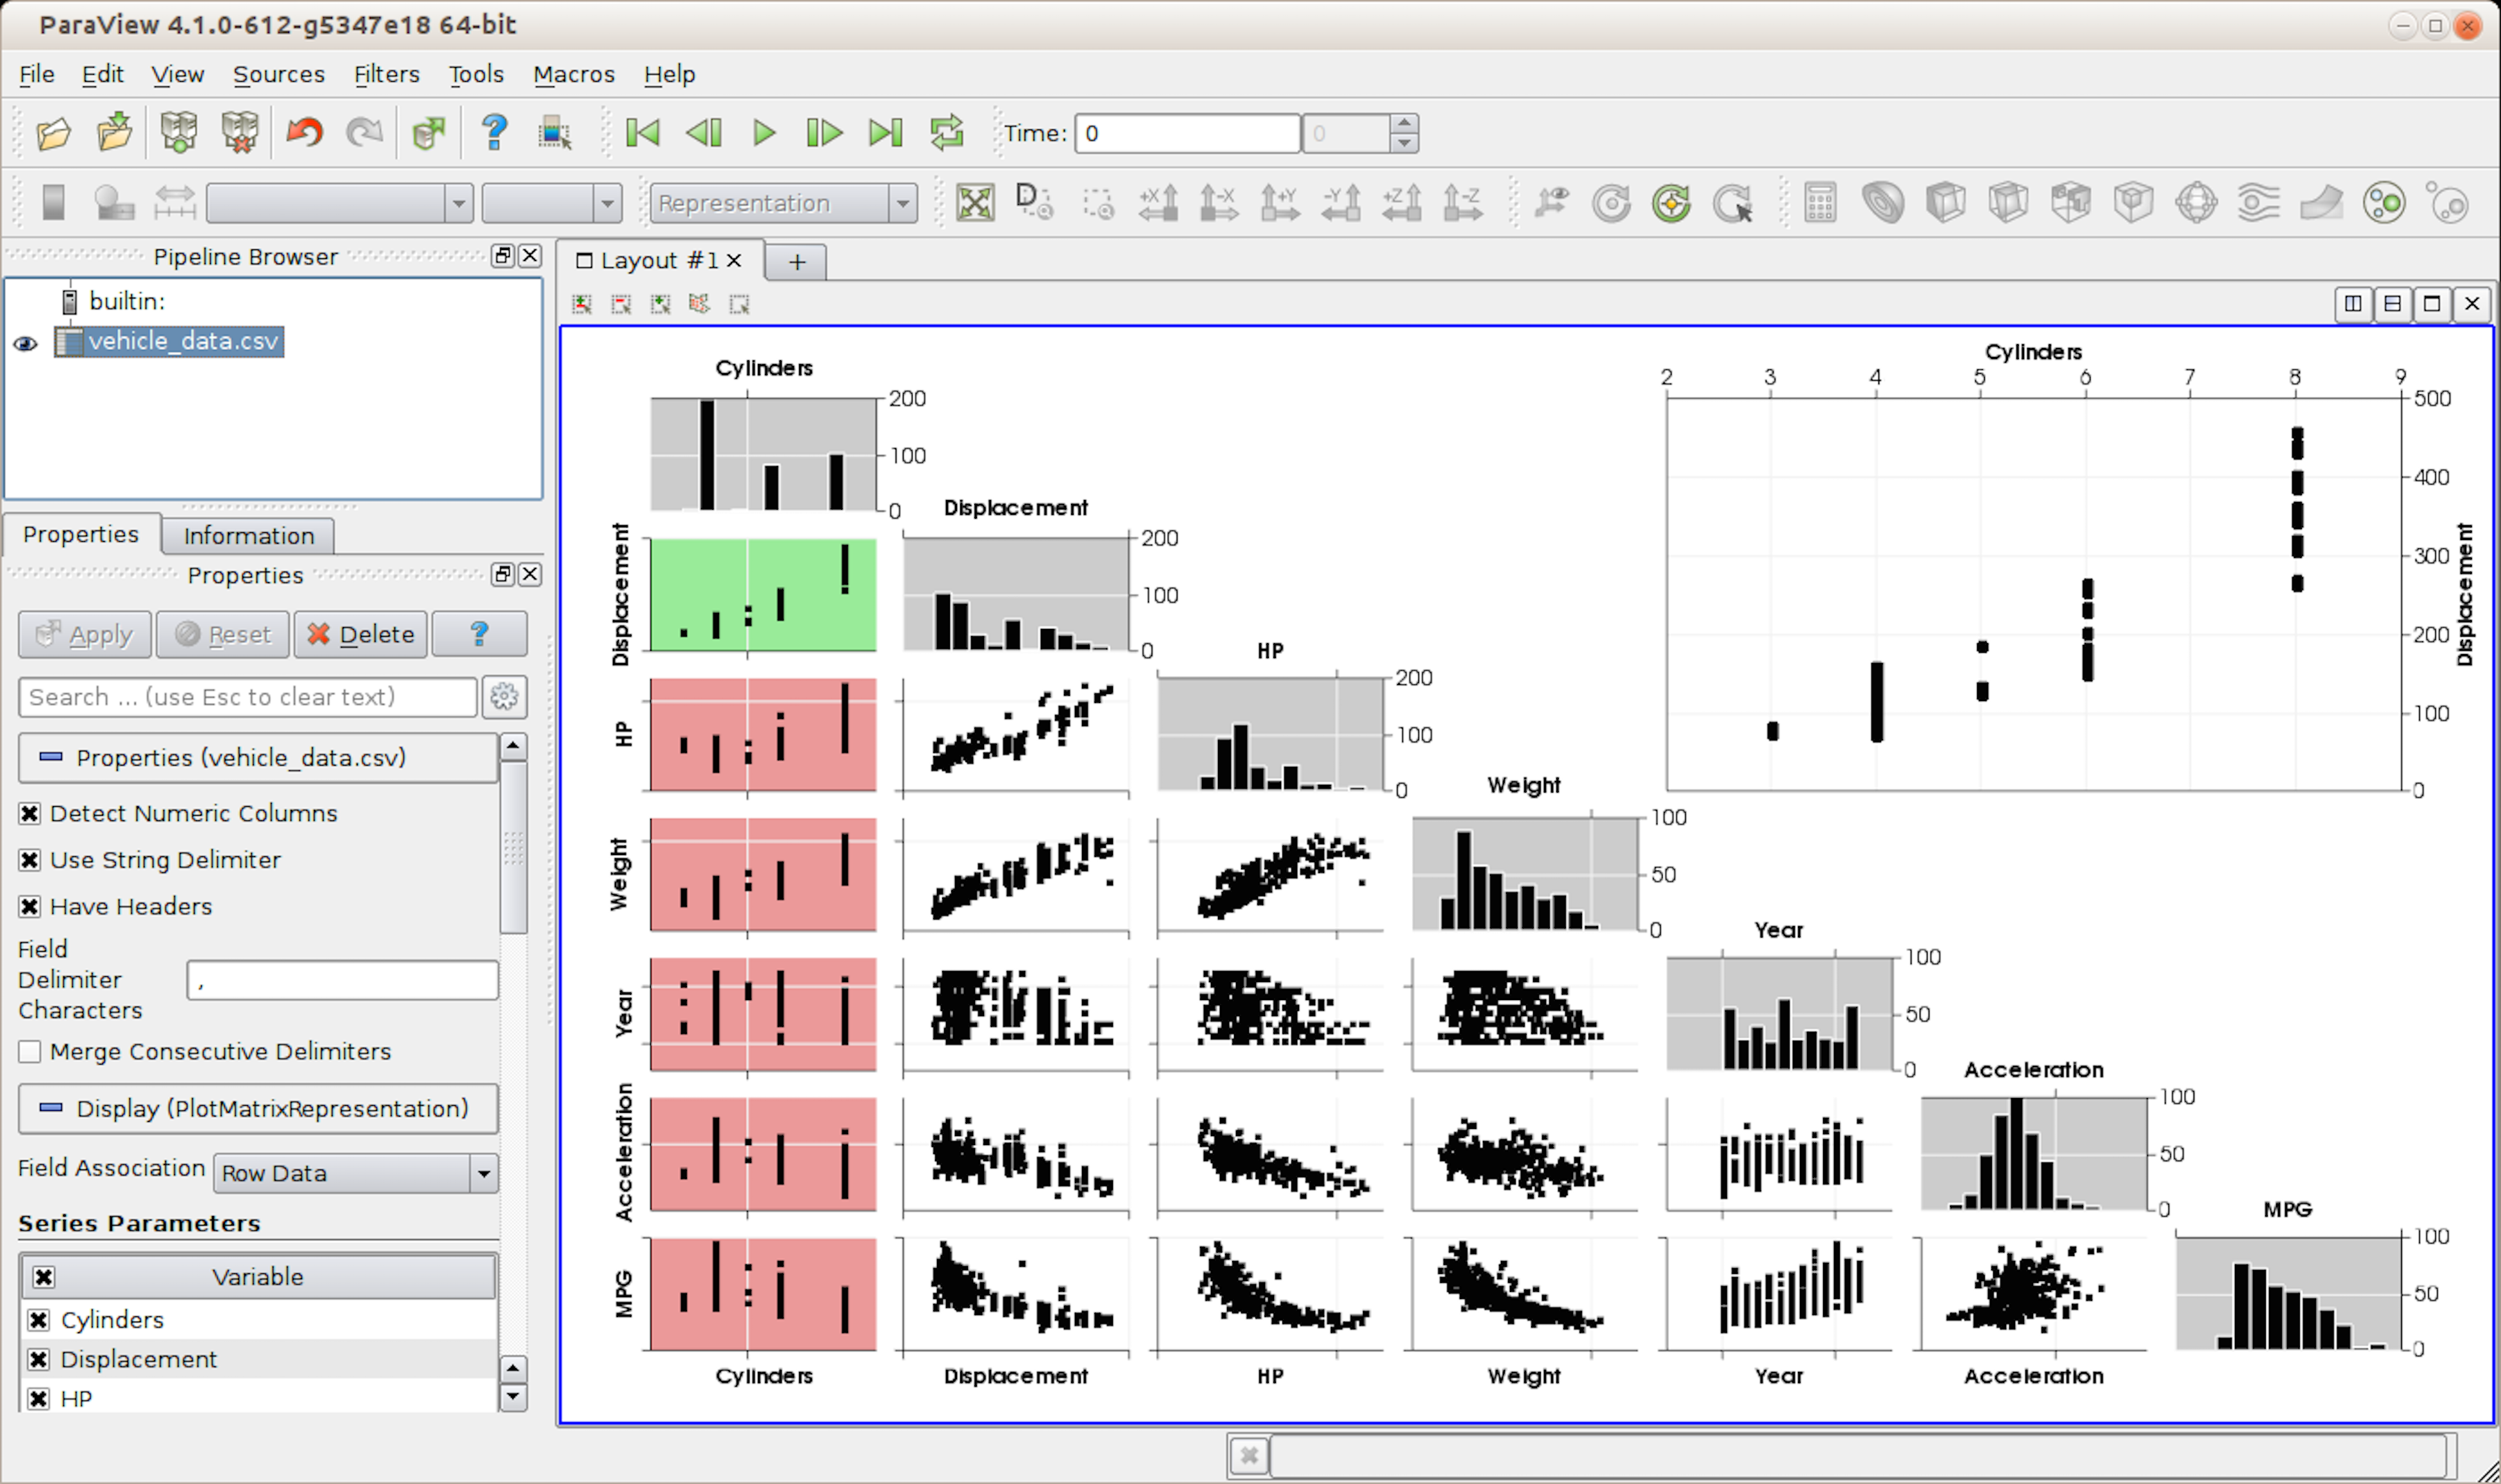 ParaView 4.1.0-612-g5347e18 64-bit
File Edit View Sources Filters Tools Macros Help
Time: 0 0
Representation
+X -X +Y -Y +Z -Z
Pipeline Browser
builtin:
vehicle_data.csv
Properties Information
Properties
Apply Reset Delete ?
Search ... (use Esc to clear text)
Properties (vehicle_data.csv)
Detect Numeric Columns
Use String Delimiter
Have Headers
Field
Delimiter
Characters
,
Merge Consecutive Delimiters
Display (PlotMatrixRepresentation)
Field Association Row Data
Series Parameters
Variable
Cylinders
Displacement
HP
Layout #1 +
Cylinders
200
100
0
Displacement
Displacement
200
100
0
HP
HP
200
100
0
Weight
Weight
100
50
0
Year
Year
100
50
0
Acceleration
Acceleration
100
50
0
MPG
MPG
100
50
0
Cylinders Displacement HP Weight Year Acceleration
Cylinders
2 3 4 5 6 7 8 9
500
400
300
200
100
0
Displacement